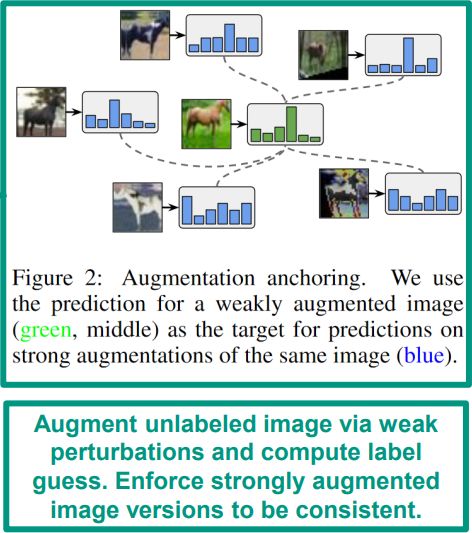 Figure 2: Augmentation anchoring. We use
the prediction for a weakly augmented image
(green, middle) as the target for predictions on
strong augmentations of the same image (blue).
Augment unlabeled image via weak
perturbations and compute label
guess. Enforce strongly augmented
image versions to be consistent.